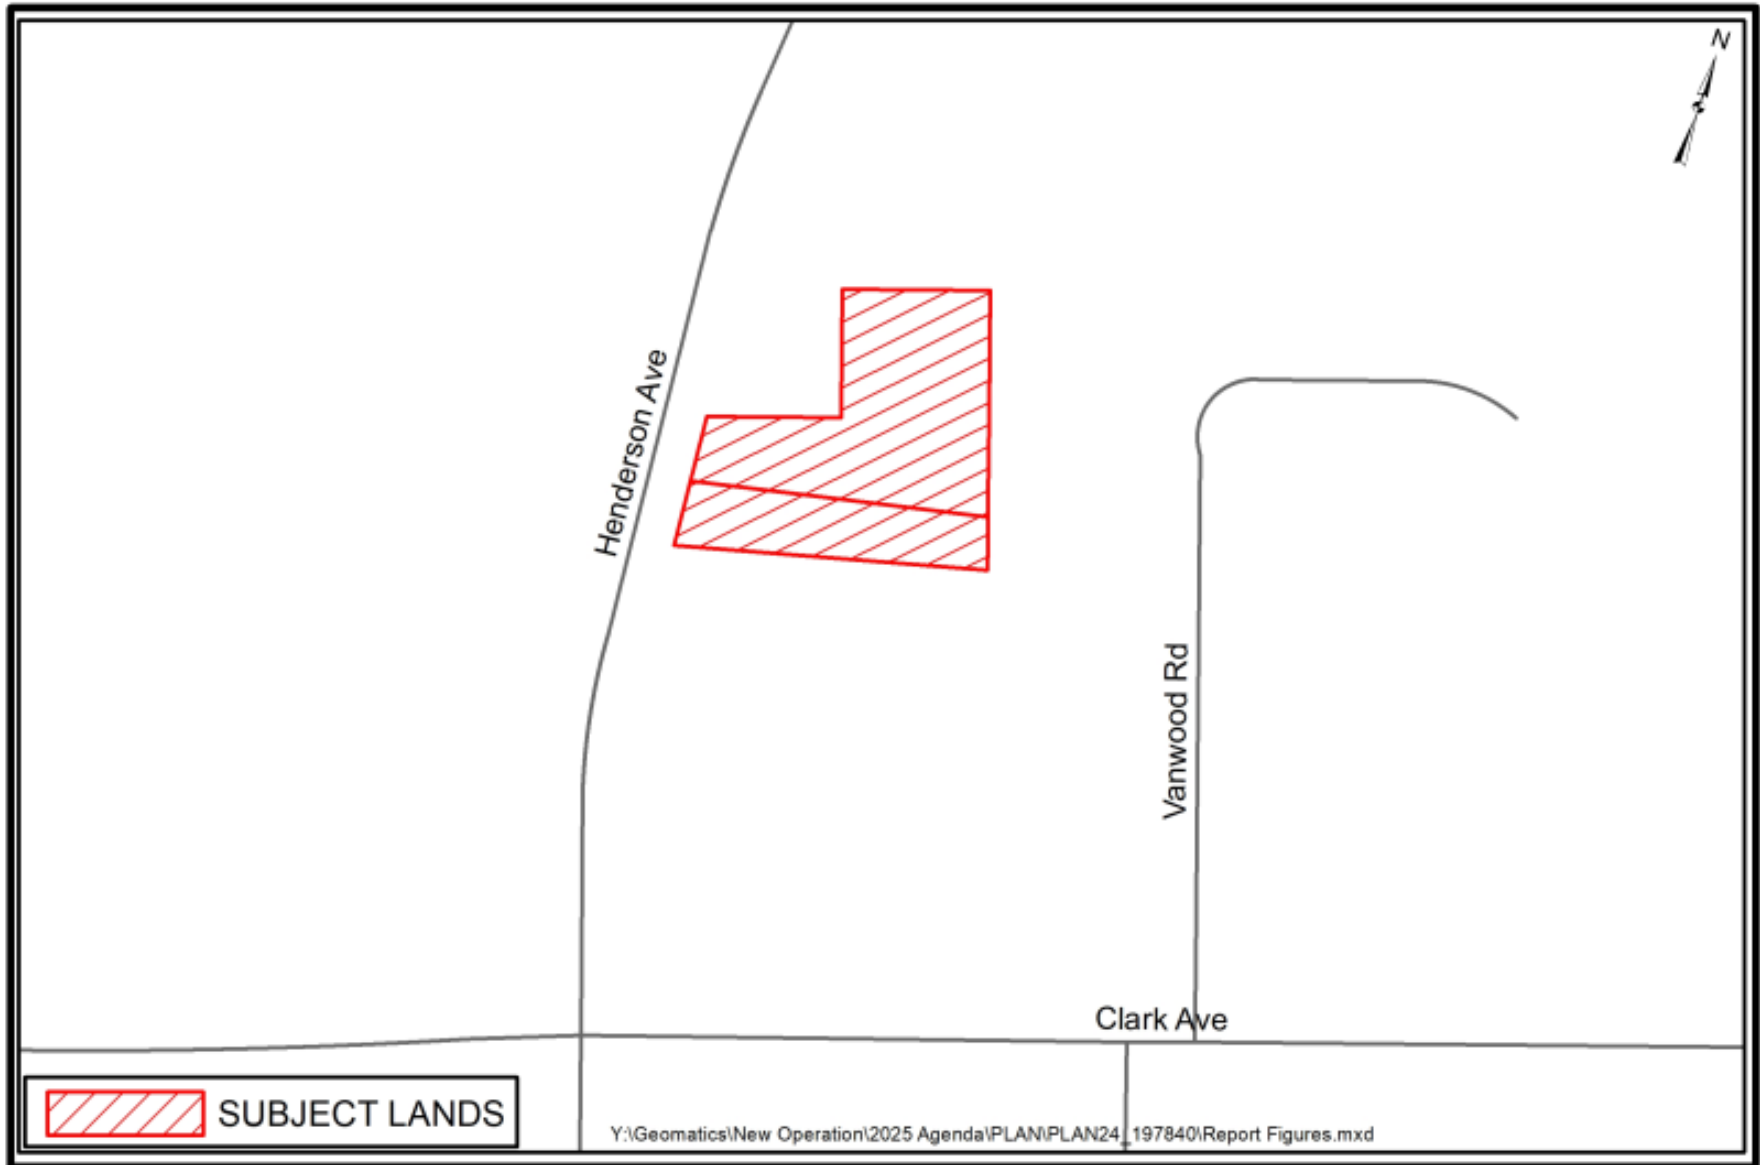 N
Henderson Ave
Vanwood Rd
Clark Ave
SUBJECT LANDS
Y:\Geomatics\New Operation\2025 Agenda\PLAN\PLAN24_197840\Report Figures.mxd